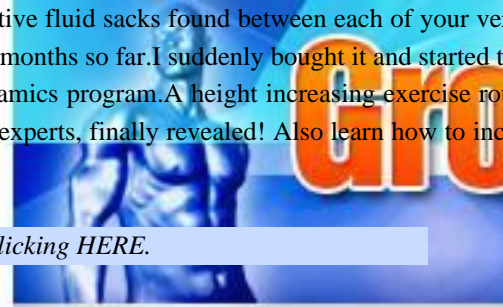 tive fluid sacks found between each of your ve
months so far.I suddenly bought it and started t
amics program.A height increasing exercise ro
experts, finally revealed! Also learn how to inc
Gro
licking HERE.